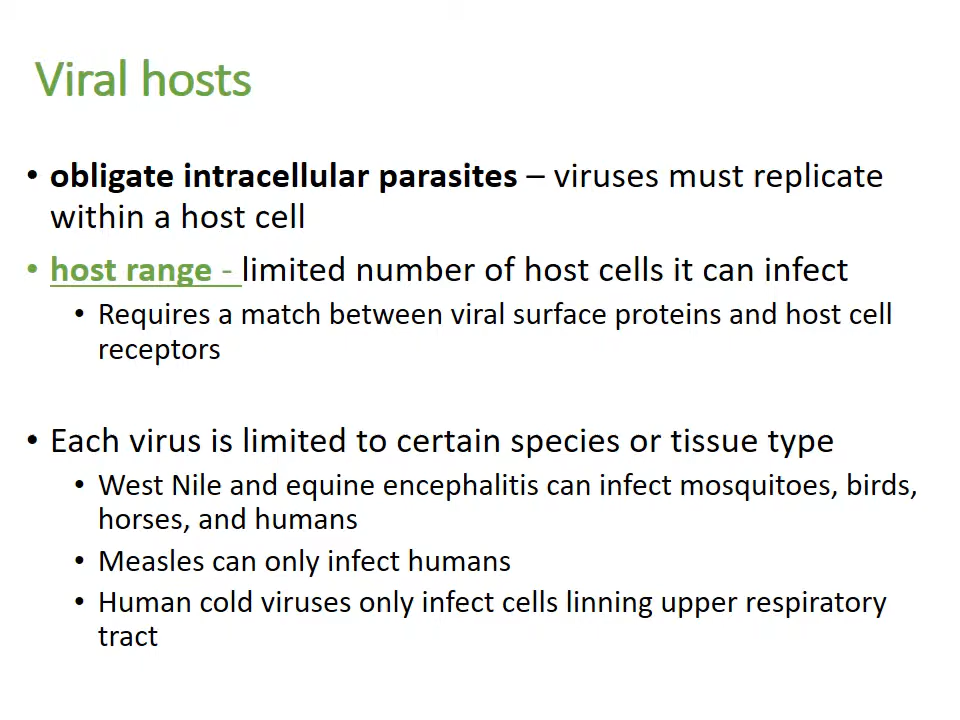 Viral hosts
• obligate intracellular parasites – viruses must replicate
within a host cell
• host range - limited number of host cells it can infect
• Requires a match between viral surface proteins and host cell
receptors
• Each virus is limited to certain species or tissue type
• West Nile and equine encephalitis can infect mosquitoes, birds,
horses, and humans
• Measles can only infect humans
• Human cold viruses only infect cells linning upper respiratory
tract